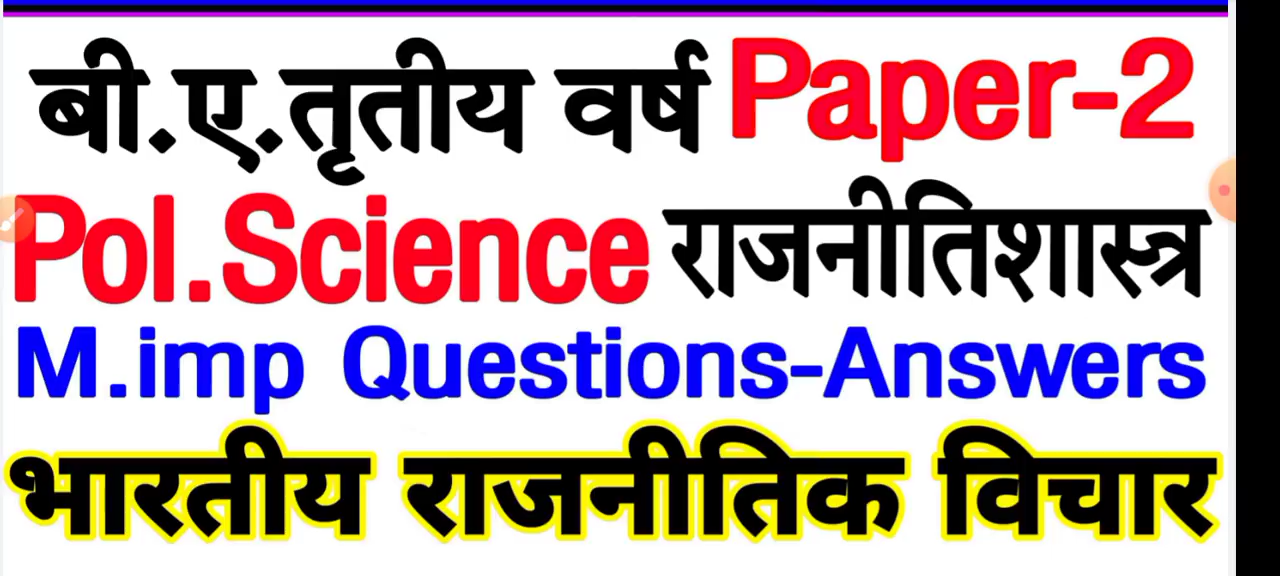 बी.ए.तृतीय वर्ष Paper-2
Pol.Science राजनीतिशास्त्र
M.imp Questions-Answers
भारतीय राजनीतिक विचार